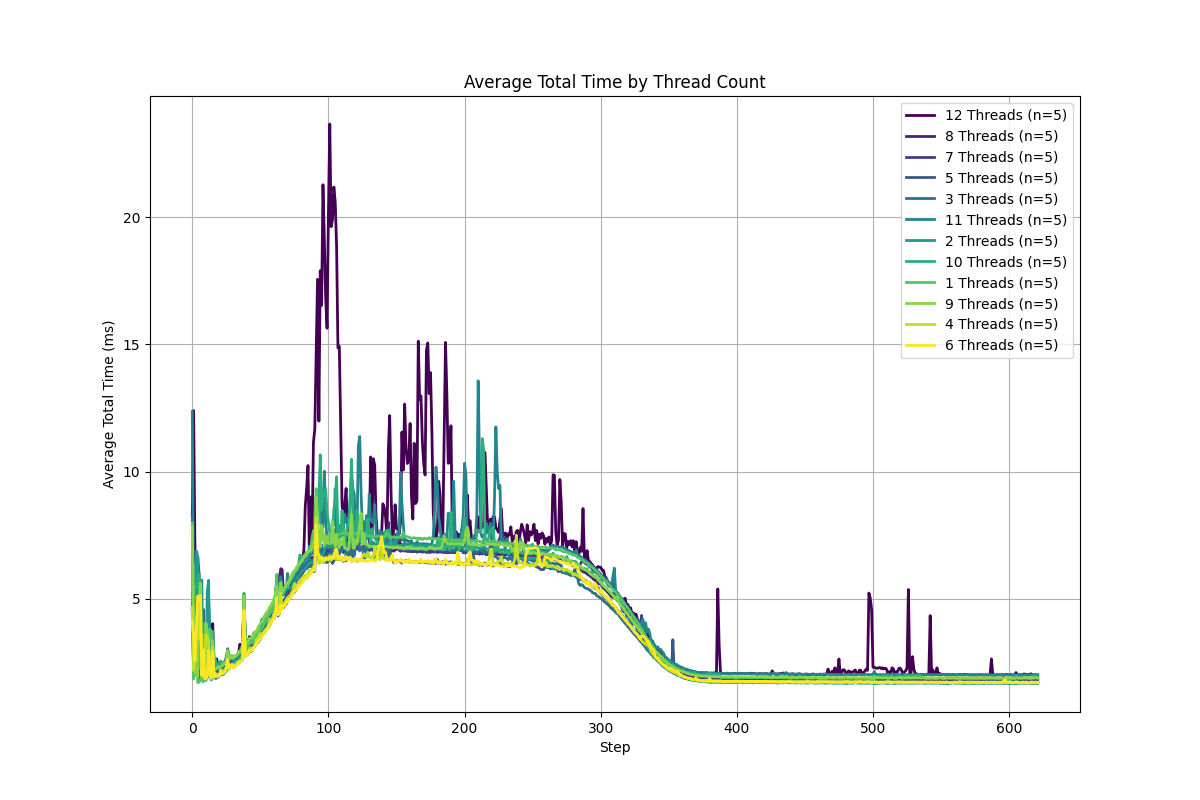 Average Total Time by Thread Count
12 Threads (n=5)
8 Threads (n=5)
7 Threads (n=5)
5 Threads (n=5)
3 Threads (n=5)
11 Threads (n=5)
2 Threads (n=5)
10 Threads (n=5)
1 Threads (n=5)
9 Threads (n=5)
4 Threads (n=5)
6 Threads (n=5)
Average Total Time (ms)
20
15
10
5
0 100 200 300 400 500 600
Step